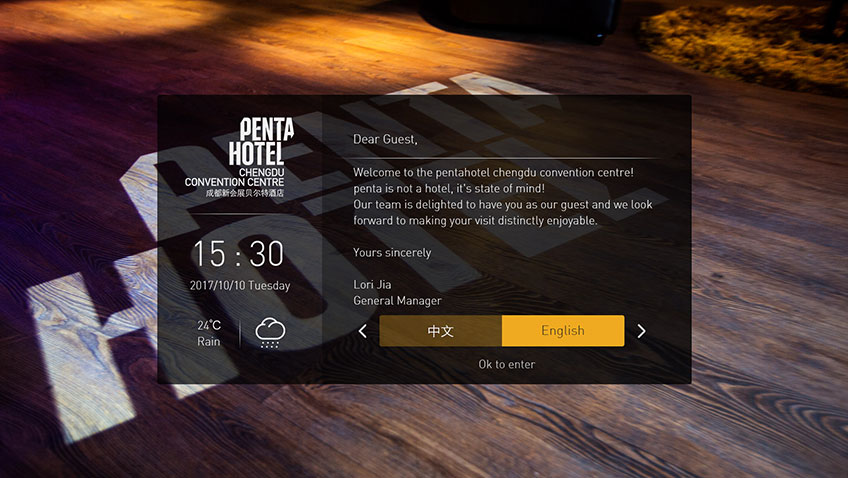 PENTA
HOTEL
PENTA
HOTEL
CHENGDU
CONVENTION CENTRE
成都新会展贝尔特酒店
15 : 30
2017/10/10 Tuesday
24℃
Rain
Dear Guest,
Welcome to the pentahotel chengdu convention centre!
penta is not a hotel, it's state of mind!
Our team is delighted to have you as our guest and we look
forward to making your visit distinctly enjoyable.
Yours sincerely
Lori Jia
General Manager
中文
English
Ok to enter